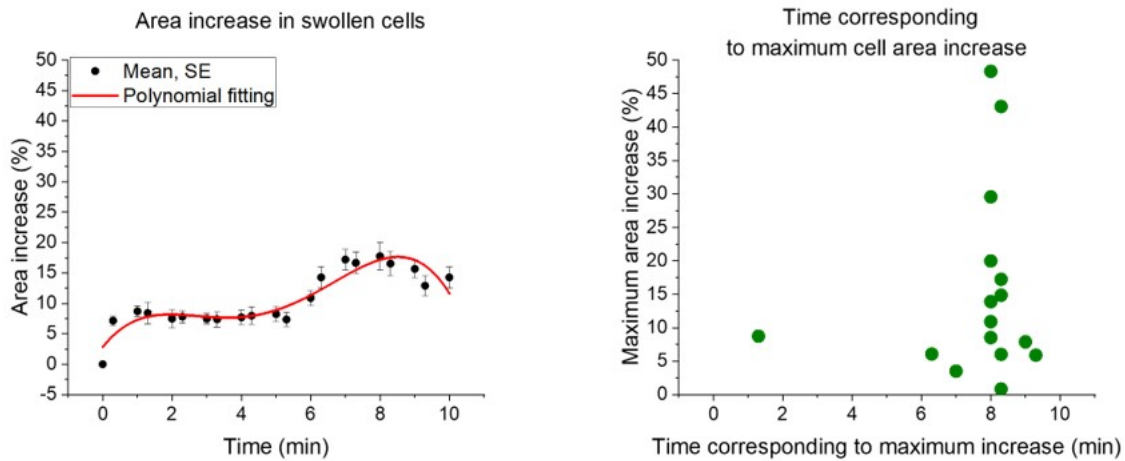 Area increase in swollen cells
Mean, SE
Polynomial fitting
Area increase (%)
50
45
40
35
30
25
20
15
10
5
0
-5
0 2 4 6 8 10
Time (min)
Time corresponding
to maximum cell area increase
Maximum area increase (%)
50
45
40
35
30
25
20
15
10
5
0
0 2 4 6 8 10
Time corresponding to maximum increase (min)